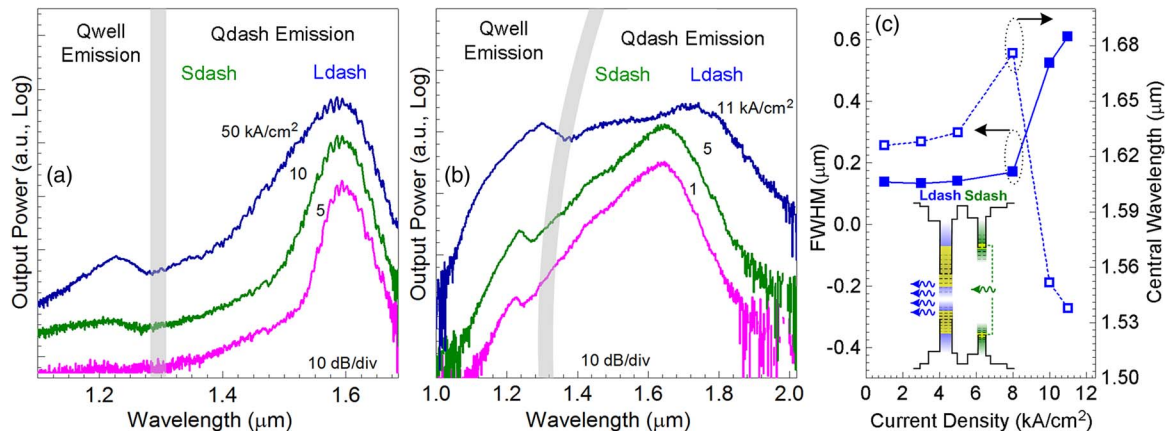 Qwell
Emission
Qdash Emission
Sdash
Ldash
50 kA/cm²
10
5
(a)
10 dB/div
Output Power (a.u., Log)
1.2
1.4
1.6
Wavelength (μm)
Qwell
Emission
Qdash Emission
Sdash
Ldash
11 kA/cm²
5
1
(b)
10 dB/div
Output Power (a.u., Log)
1.0
1.2
1.4
1.6
1.8
2.0
Wavelength (μm)
(c)
0.6
0.4
0.2
0.0
-0.2
-0.4
FWHM (μm)
Ldash Sdash
1.68
1.65
1.62
1.59
1.56
1.53
1.50
Central Wavelength (μm)
0 2 4 6 8 10 12
Current Density (kA/cm²)